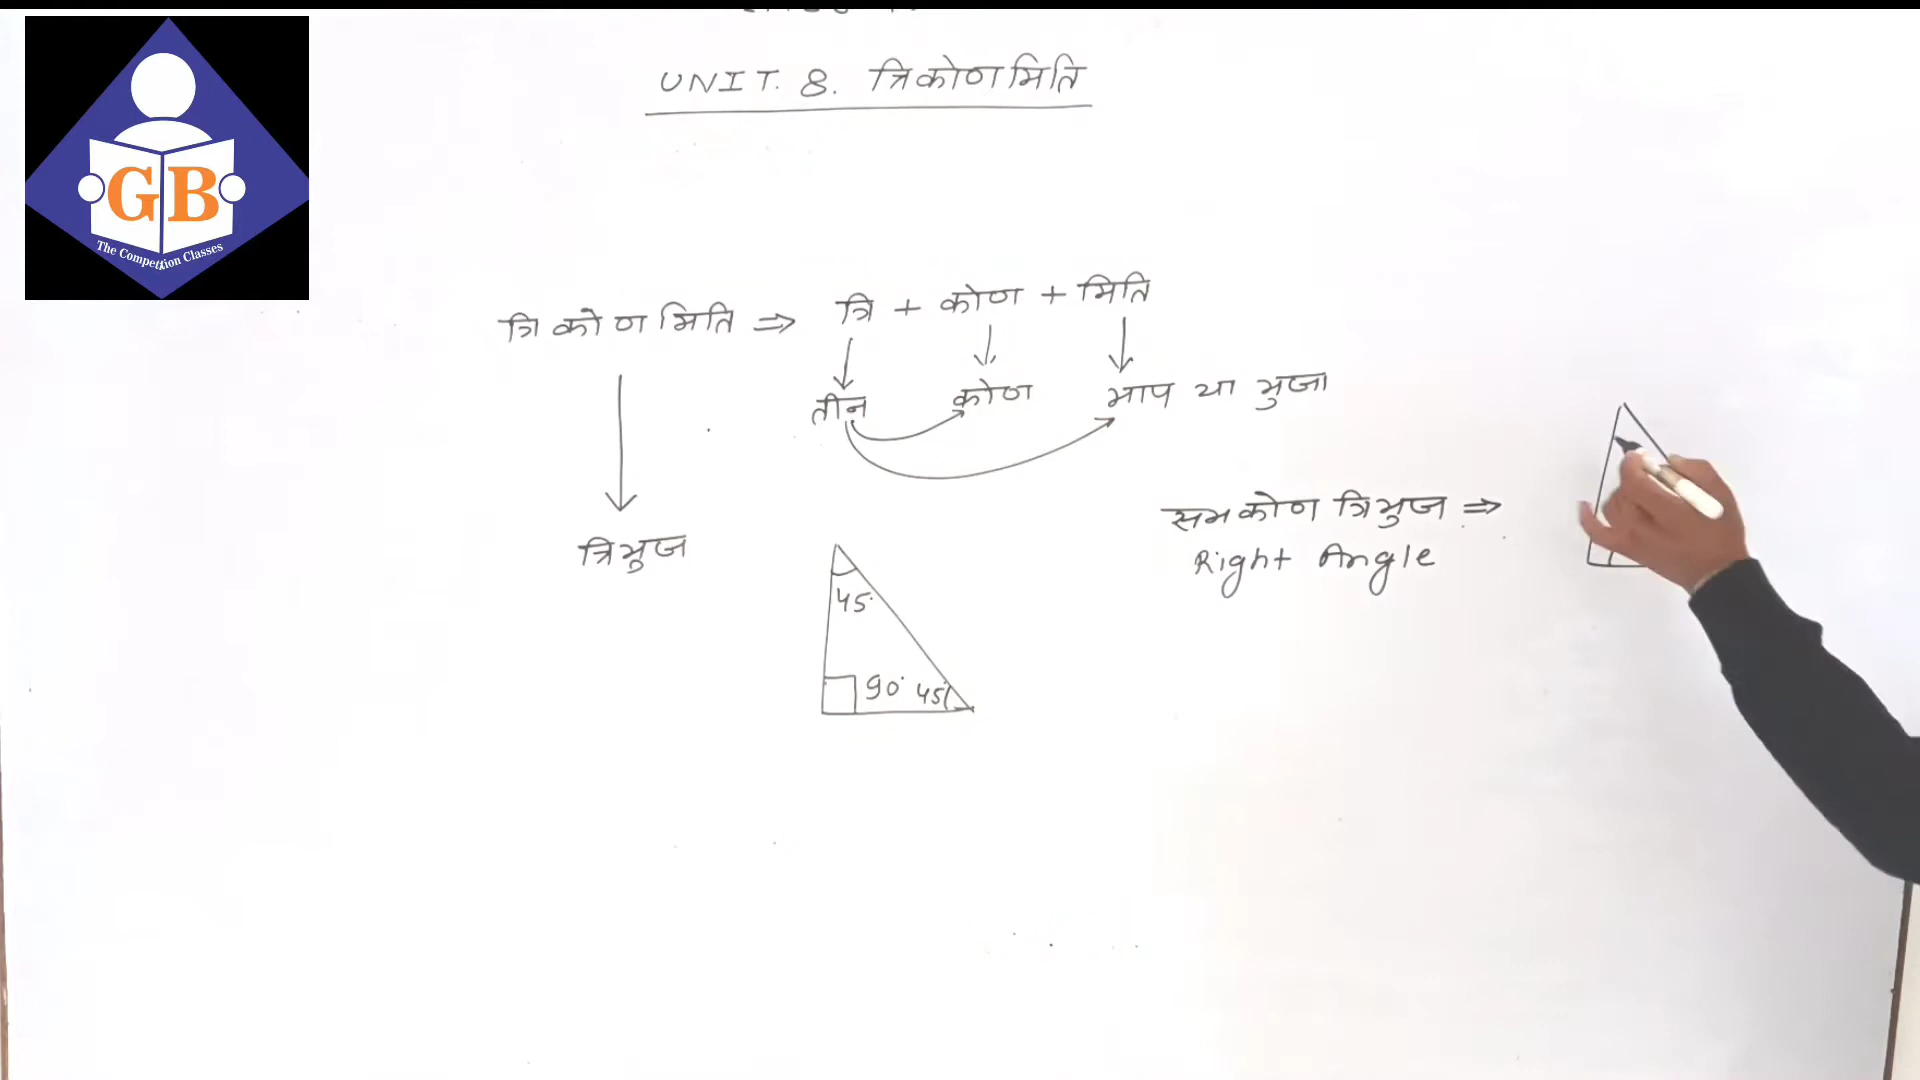 UNIT. 8. त्रिकोणमिति
GB
The Competition Classes
त्रिकोणमिति ⇒ त्रि + कोण + मिति
तीन कोण माप या भुजा
त्रिभुज
समकोण त्रिभुज ⇒
Right Angle
45°
90° 45